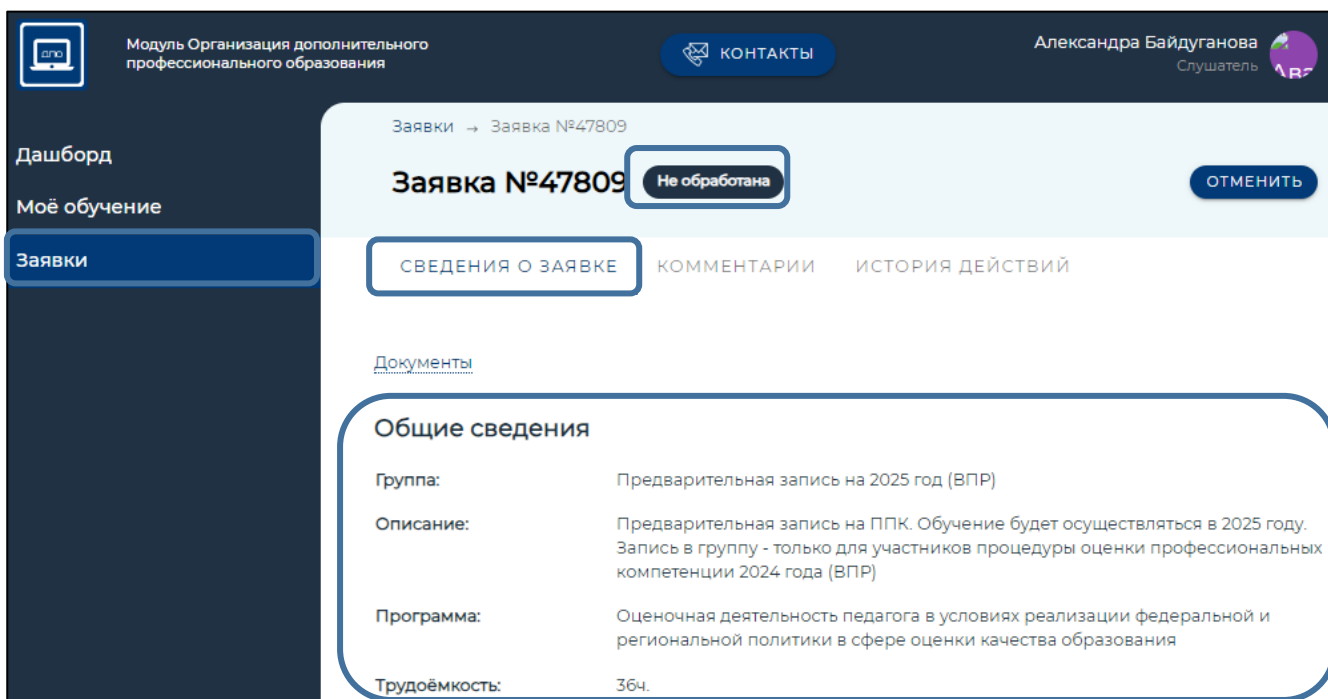 дпо
Модуль Организация дополнительного
профессионального образования
КОНТАКТЫ
Александра Байдуганова
Слушатель
Дашборд
Моё обучение
Заявки
Заявки → Заявка №47809
Заявка №47809 Не обработана
ОТМЕНИТЬ
СВЕДЕНИЯ О ЗАЯВКЕ КОММЕНТАРИИ ИСТОРИЯ ДЕЙСТВИЙ
Документы
Общие сведения
Группа: Предварительная запись на 2025 год (ВПР)
Описание: Предварительная запись на ППК. Обучение будет осуществляться в 2025 году.
Запись в группу - только для участников процедуры оценки профессиональных
компетенции 2024 года (ВПР)
Программа: Оценочная деятельность педагога в условиях реализации федеральной и
региональной политики в сфере оценки качества образования
Трудоёмкость: 36ч.